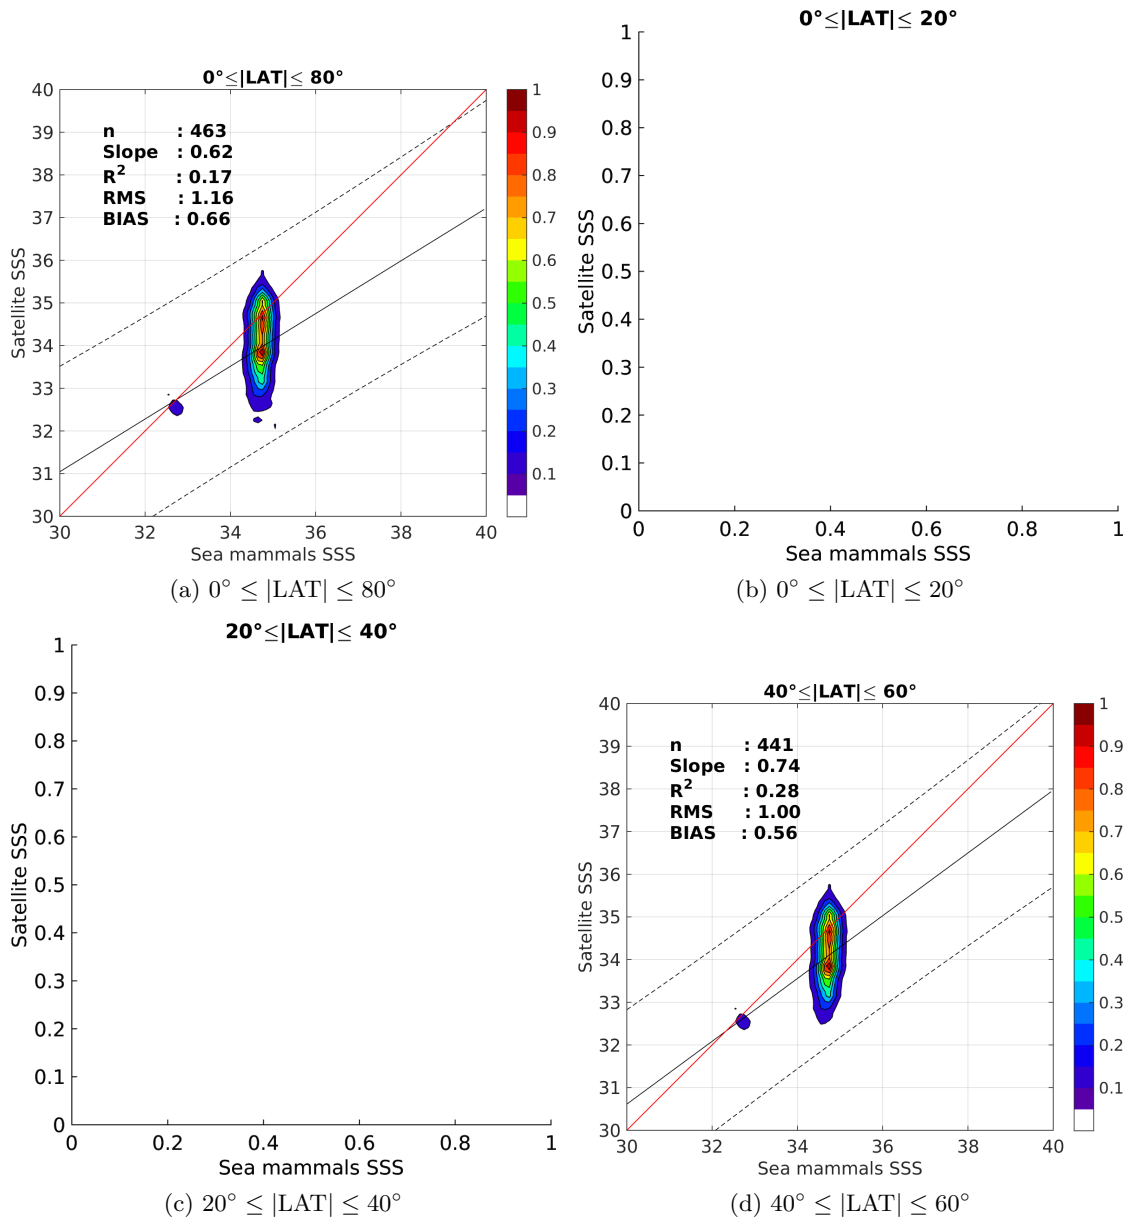 0°≤|LAT|≤ 80°
40
39
38
37
36
35
34
33
32
31
30
Satellite SSS
n : 463
Slope : 0.62
R² : 0.17
RMS : 1.16
BIAS : 0.66
30 32 34 36 38 40
Sea mammals SSS
1
0.9
0.8
0.7
0.6
0.5
0.4
0.3
0.2
0.1
(a) 0° ≤ |LAT| ≤ 80°
0°≤|LAT|≤ 20°
1
0.9
0.8
0.7
0.6
0.5
0.4
0.3
0.2
0.1
0
Satellite SSS
0 0.2 0.4 0.6 0.8 1
Sea mammals SSS
(b) 0° ≤ |LAT| ≤ 20°
20°≤|LAT|≤ 40°
1
0.9
0.8
0.7
0.6
0.5
0.4
0.3
0.2
0.1
0
Satellite SSS
0 0.2 0.4 0.6 0.8 1
Sea mammals SSS
(c) 20° ≤ |LAT| ≤ 40°
40°≤|LAT|≤ 60°
40
39
38
37
36
35
34
33
32
31
30
Satellite SSS
n : 441
Slope : 0.74
R² : 0.28
RMS : 1.00
BIAS : 0.56
30 32 34 36 38 40
Sea mammals SSS
1
0.9
0.8
0.7
0.6
0.5
0.4
0.3
0.2
0.1
(d) 40° ≤ |LAT| ≤ 60°